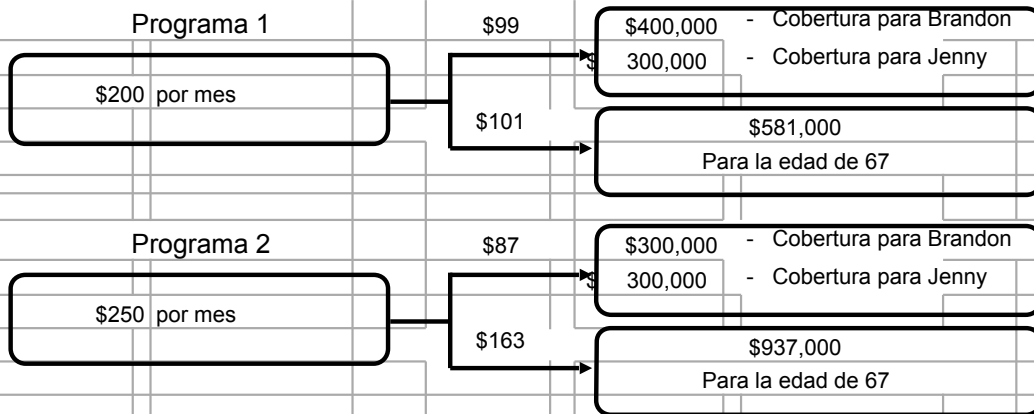 Programa 1
$99
$400,000 - Cobertura para Brandon
$ 300,000 - Cobertura para Jenny
$200 por mes
$101
$581,000
Para la edad de 67
Programa 2
$87
$300,000 - Cobertura para Brandon
$ 300,000 - Cobertura para Jenny
$250 por mes
$163
$937,000
Para la edad de 67